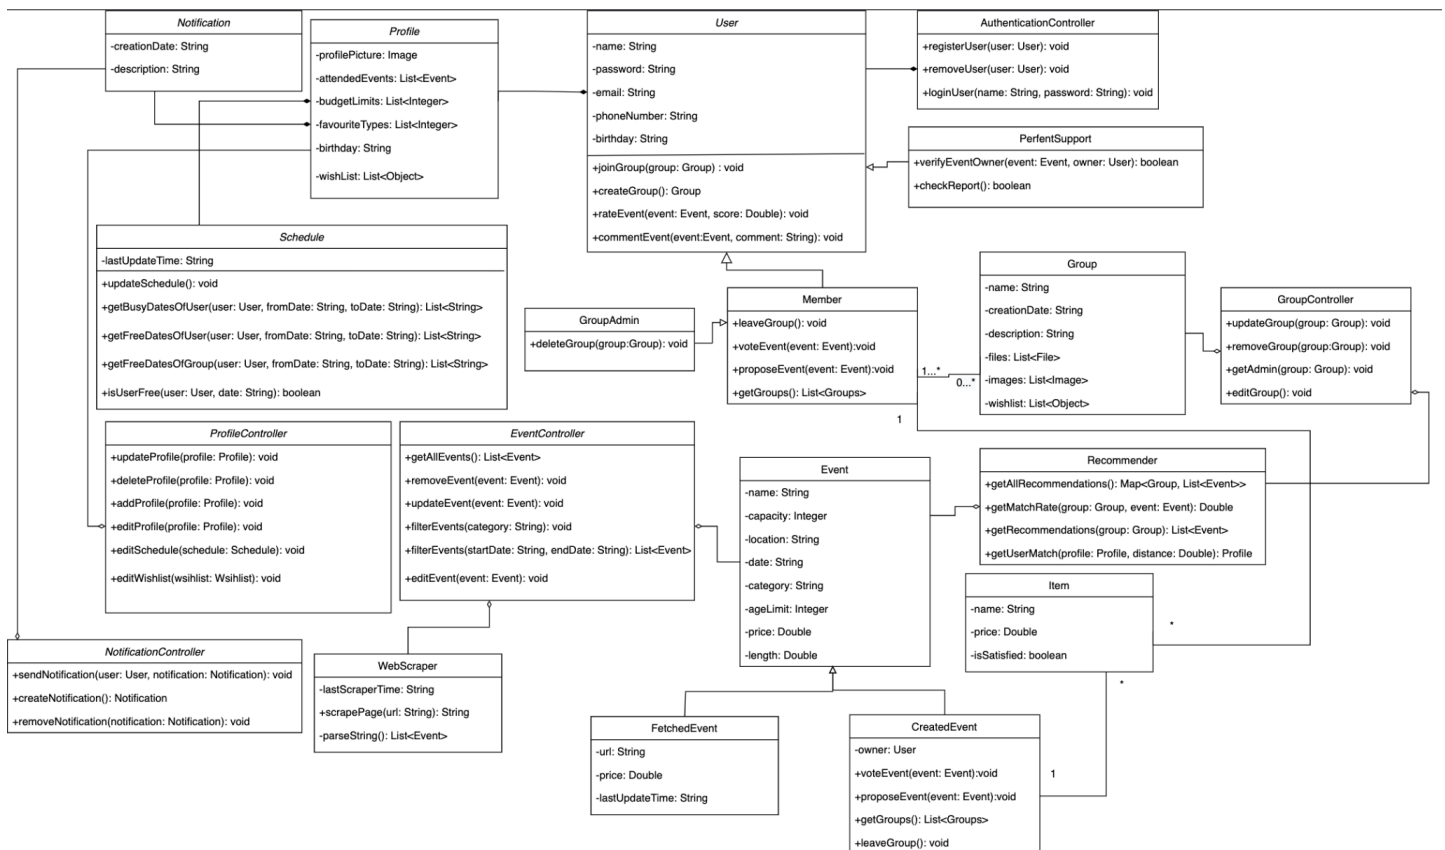 Notification
-creationDate: String
-description: String
Profile
-profilePicture: Image
-attendedEvents: List<Event>
-budgetLimits: List<Integer>
-favouriteTypes: List<Integer>
-birthday: String
-wishList: List<Object>
User
-name: String
-password: String
-email: String
-phoneNumber: String
-birthday: String
+joinGroup(group: Group) : void
+createGroup(): Group
+rateEvent(event: Event, score: Double): void
+commentEvent(event:Event, comment: String): void
AuthenticationController
+registerUser(user: User): void
+removeUser(user: User): void
+loginUser(name: String, password: String): void
PerfentSupport
+verifyEventOwner(event: Event, owner: User): boolean
+checkReport(): boolean
Schedule
-lastUpdateTime: String
+updateSchedule(): void
+getBusyDatesOfUser(user: User, fromDate: String, toDate: String): List<String>
+getFreeDatesOfUser(user: User, fromDate: String, toDate: String): List<String>
+getFreeDatesOfGroup(user: User, fromDate: String, toDate: String): List<String>
+isUserFree(user: User, date: String): boolean
GroupAdmin
+deleteGroup(group:Group): void
Member
+leaveGroup(): void
+voteEvent(event: Event):void
+proposeEvent(event: Event):void
+getGroups(): List<Groups>
1...*
0...*
1
Group
-name: String
-creationDate: String
-description: String
-files: List<File>
-images: List<Image>
-wishlist: List<Object>
GroupController
+updateGroup(group: Group): void
+removeGroup(group:Group): void
+getAdmin(group: Group): void
+editGroup(): void
ProfileController
+updateProfile(profile: Profile): void
+deleteProfile(profile: Profile): void
+addProfile(profile: Profile): void
+editProfile(profile: Profile): void
+editSchedule(schedule: Schedule): void
+editWishlist(wsihlist: Wsihlist): void
EventController
+getAllEvents(): List<Event>
+removeEvent(event: Event): void
+updateEvent(event: Event): void
+filterEvents(category: String): void
+filterEvents(startDate: String, endDate: String): List<Event>
+editEvent(event: Event): void
Event
-name: String
-capacity: Integer
-location: String
-date: String
-category: String
-ageLimit: Integer
-price: Double
-length: Double
Recommender
+getAllRecommendations(): Map<Group, List<Event>>
+getMatchRate(group: Group, event: Event): Double
+getRecommendations(group: Group): List<Event>
+getUserMatch(profile: Profile, distance: Double): Profile
Item
-name: String
-price: Double
-isSatisfied: boolean
*
*
NotificationController
+sendNotification(user: User, notification: Notification): void
+createNotification(): Notification
+removeNotification(notification: Notification): void
WebScraper
-lastScraperTime: String
+scrapePage(url: String): String
-parseString(): List<Event>
FetchedEvent
-url: String
-price: Double
-lastUpdateTime: String
CreatedEvent
-owner: User
+voteEvent(event: Event):void
+proposeEvent(event: Event):void
+getGroups(): List<Groups>
+leaveGroup(): void
1